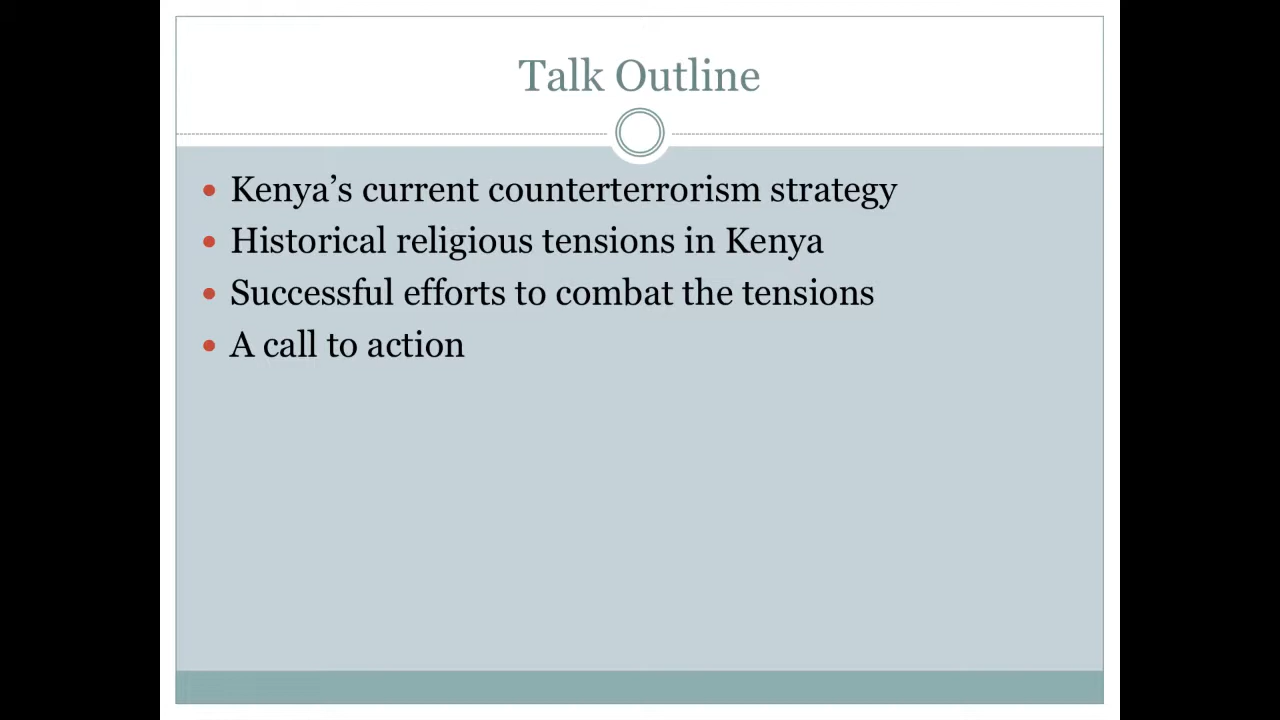 Talk Outline
Kenya’s current counterterrorism strategy
Historical religious tensions in Kenya
Successful efforts to combat the tensions
A call to action